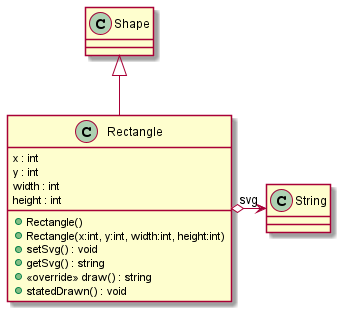 C Shape
C Rectangle
x : int
y : int
width : int
height : int
Rectangle()
Rectangle(x:int, y:int, width:int, height:int)
setSvg() : void
getSvg() : string
«override» draw() : string
statedDrawn() : void
svg
C String